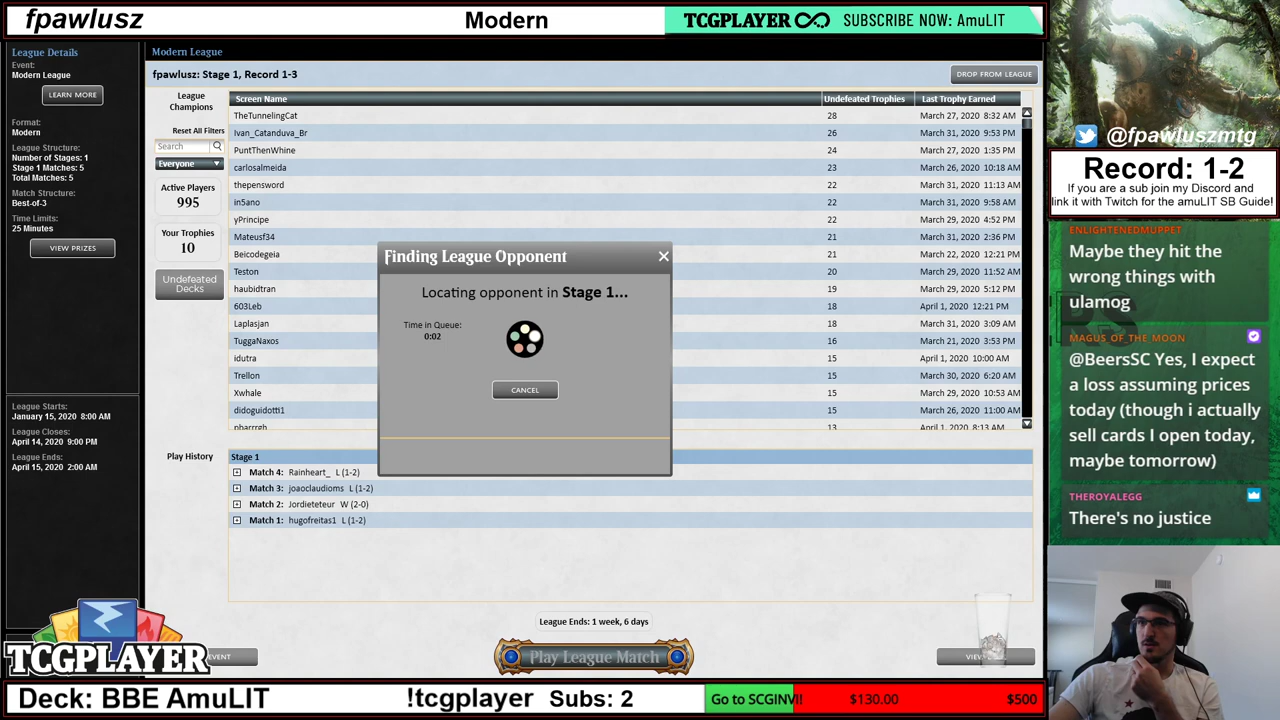 fpawlusz
Modern
TCGPLAYER SUBSCRIBE NOW: AmuLIT
League Details
Event:
Modern League
LEARN MORE
Format:
Modern
League Structure:
Number of Stages: 1
Stage 1 Matches: 5
Total Matches: 5
Match Structure:
Best-of-3
Time Limits:
25 Minutes
VIEW PRIZES
League Starts:
January 15, 2020 8:00 AM
League Closes:
April 14, 2020 9:00 PM
League Ends:
April 15, 2020 2:00 AM
Modern League
fpawlusz: Stage 1, Record 1-3
DROP FROM LEAGUE
League
Champions
Reset All Filters
Search
Everyone
Active Players
995
Your Trophies
10
Undefeated
Decks
Screen Name Undefeated Trophies Last Trophy Earned
TheTunnelingCat 28 March 27, 2020 8:32 AM
Ivan_Catanduva_Br 26 March 31, 2020 9:53 PM
PuntThenWhine 24 March 27, 2020 1:35 PM
carlosalmeida 23 March 26, 2020 10:18 AM
thepensword 22 March 31, 2020 11:13 AM
in5ano 22 March 31, 2020 9:58 AM
yPrincipe 22 March 29, 2020 4:52 PM
Mateusf34 21 March 31, 2020 2:36 PM
Beicodegeia 21 March 22, 2020 12:21 PM
Teston 20 March 29, 2020 11:52 AM
haubidtran 19 March 29, 2020 5:12 PM
603Leb 18 April 1, 2020 12:21 PM
Laplasjan 18 March 31, 2020 3:09 AM
TuggaNaxos 16 March 21, 2020 3:53 PM
idutra 15 April 1, 2020 10:00 AM
Trellon 15 March 30, 2020 6:20 AM
Xwhale 15 March 29, 2020 10:53 AM
didoguidotti1 15 March 26, 2020 11:00 AM
pharrrgh 13 April 1, 2020 8:13 AM
Finding League Opponent
Locating opponent in Stage 1...
Time in Queue:
0:02
CANCEL
Play History
Stage 1
Match 4: Rainheart_ L (1-2)
Match 3: joaoclaudioms L (1-2)
Match 2: Jordieteteur W (2-0)
Match 1: hugofreitas1 L (1-2)
League Ends: 1 week, 6 days
Play League Match
EVENT
TCGPLAYER
@fpawluszmtg
Record: 1-2
If you are a sub join my Discord and
link it with Twitch for the amuLIT SB Guide!
ENLIGHTENEDMUPPET
Maybe they hit the
wrong things with
ulamog
MAGUS_OF_THE_MOON
@BeersSC Yes, I expect
a loss assuming prices
today (though i actually
sell cards I open today,
maybe tomorrow)
THEROYALEGG
There's no justice
Deck: BBE AmuLIT
!tcgplayer Subs: 2
Go to SCGINVI! $130.00 $500